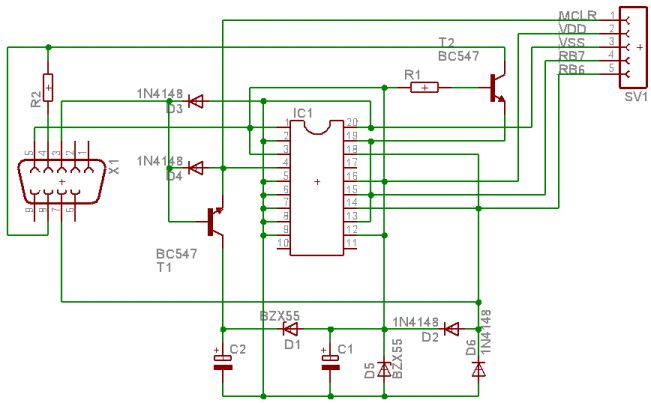 MCLR 1
VDD 2
VSS 3
RB7 4
RB6 5
SV1
T2
BC547
R1
R2
1N4148
D3
IC1
1 20
2 19
3 18
4 17
5 16
6 15
7 14
8 13
9 12
10 11
1N4148
D4
X1
5 4 3 2 1
9 8 7 6
BC547
T1
BZX55
D1
1N4148
D2
1N4148
D6
C2
C1
D5
BZX55